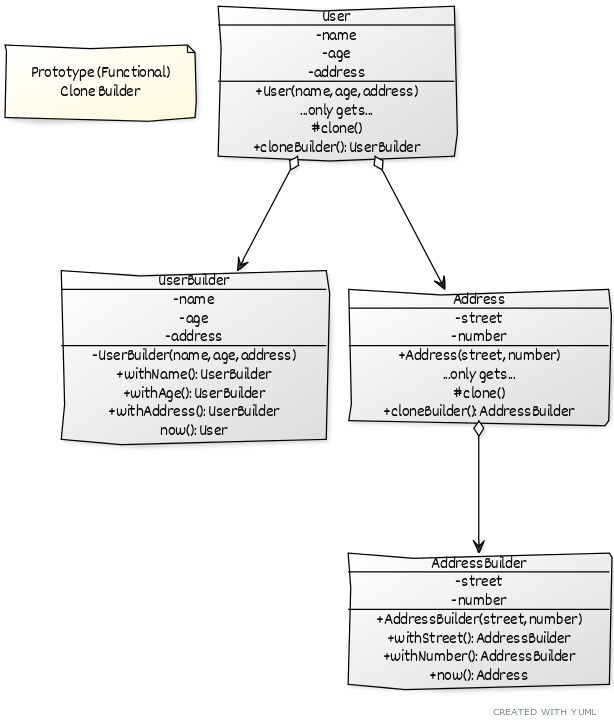 Prototype (Functional)
Clone Builder
User
-name
-age
-address
+User(name, age, address)
...only gets...
#clone()
+cloneBuilder(): UserBuilder
UserBuilder
-name
-age
-address
-UserBuilder(name, age, address)
+withName(): UserBuilder
+withAge(): UserBuilder
+withAddress(): UserBuilder
now(): User
Address
-street
-number
+Address(street, number)
...only gets...
#clone()
+cloneBuilder(): AddressBuilder
AddressBuilder
-street
-number
+AddressBuilder(street, number)
+withStreet(): AddressBuilder
+withNumber(): AddressBuilder
+now(): Address
CREATED WITH YUML